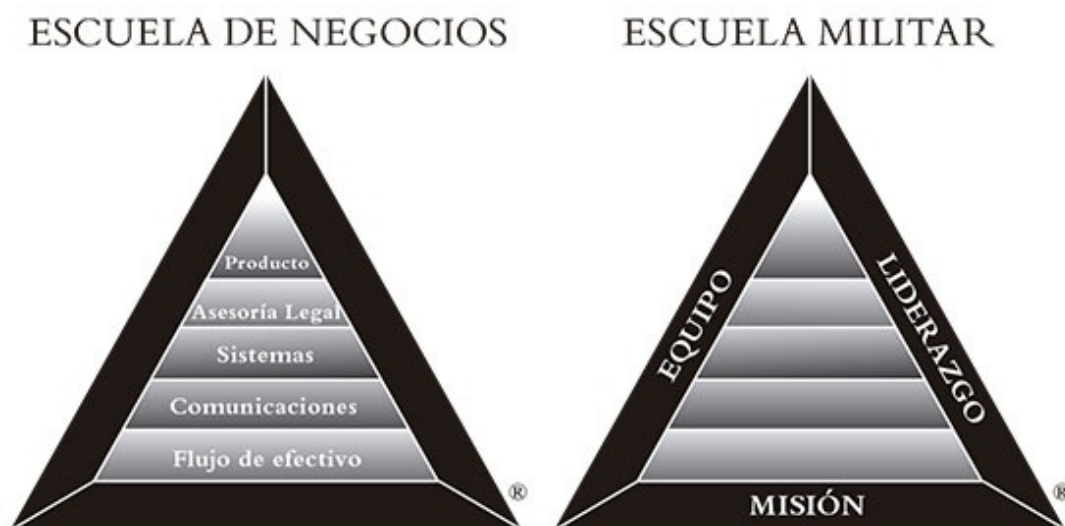 ESCUELA DE NEGOCIOS
Producto
Asesoría Legal
Sistemas
Comunicaciones
Flujo de efectivo
®
ESCUELA MILITAR
EQUIPO
LIDERAZGO
MISIÓN
®